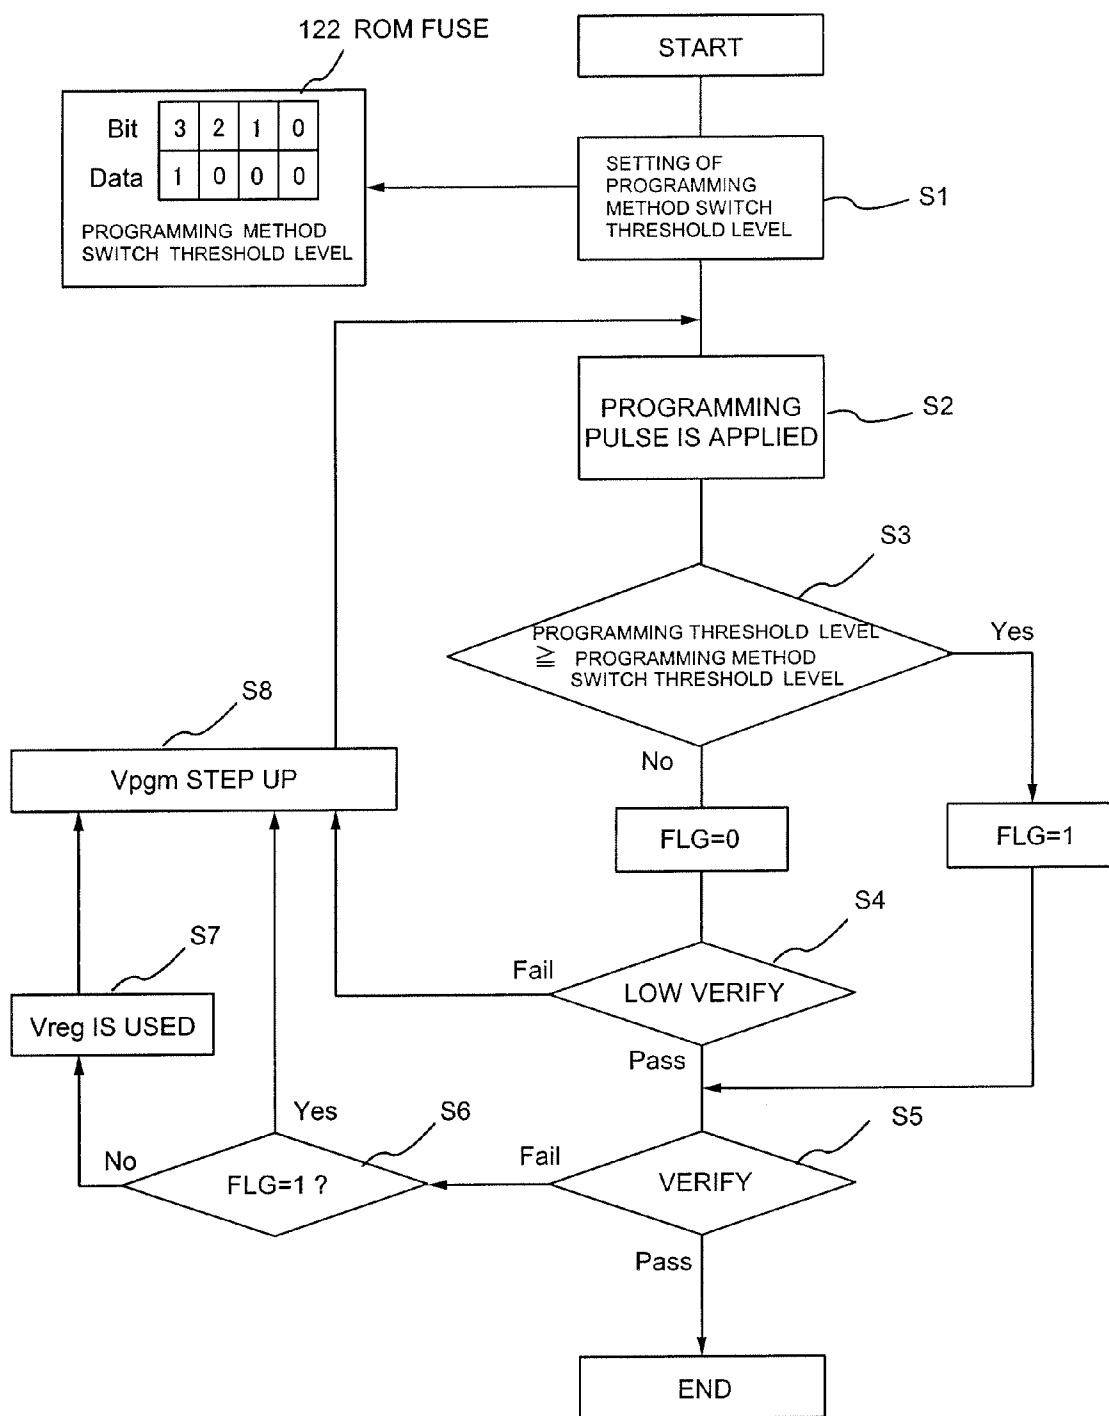 122 ROM FUSE
START
Bit 3 2 1 0
Data 1 0 0 0
PROGRAMMING METHOD
SWITCH THRESHOLD LEVEL
SETTING OF
PROGRAMMING
METHOD SWITCH
THRESHOLD LEVEL
S1
PROGRAMMING
PULSE IS APPLIED
S2
S3
PROGRAMMING THRESHOLD LEVEL
≧ PROGRAMMING METHOD
SWITCH THRESHOLD LEVEL
Yes
No
S8
Vpgm STEP UP
FLG=0
FLG=1
S4
Fail
LOW VERIFY
Pass
S7
Vreg IS USED
S6
Yes
No
FLG=1 ?
S5
Fail
VERIFY
Pass
END